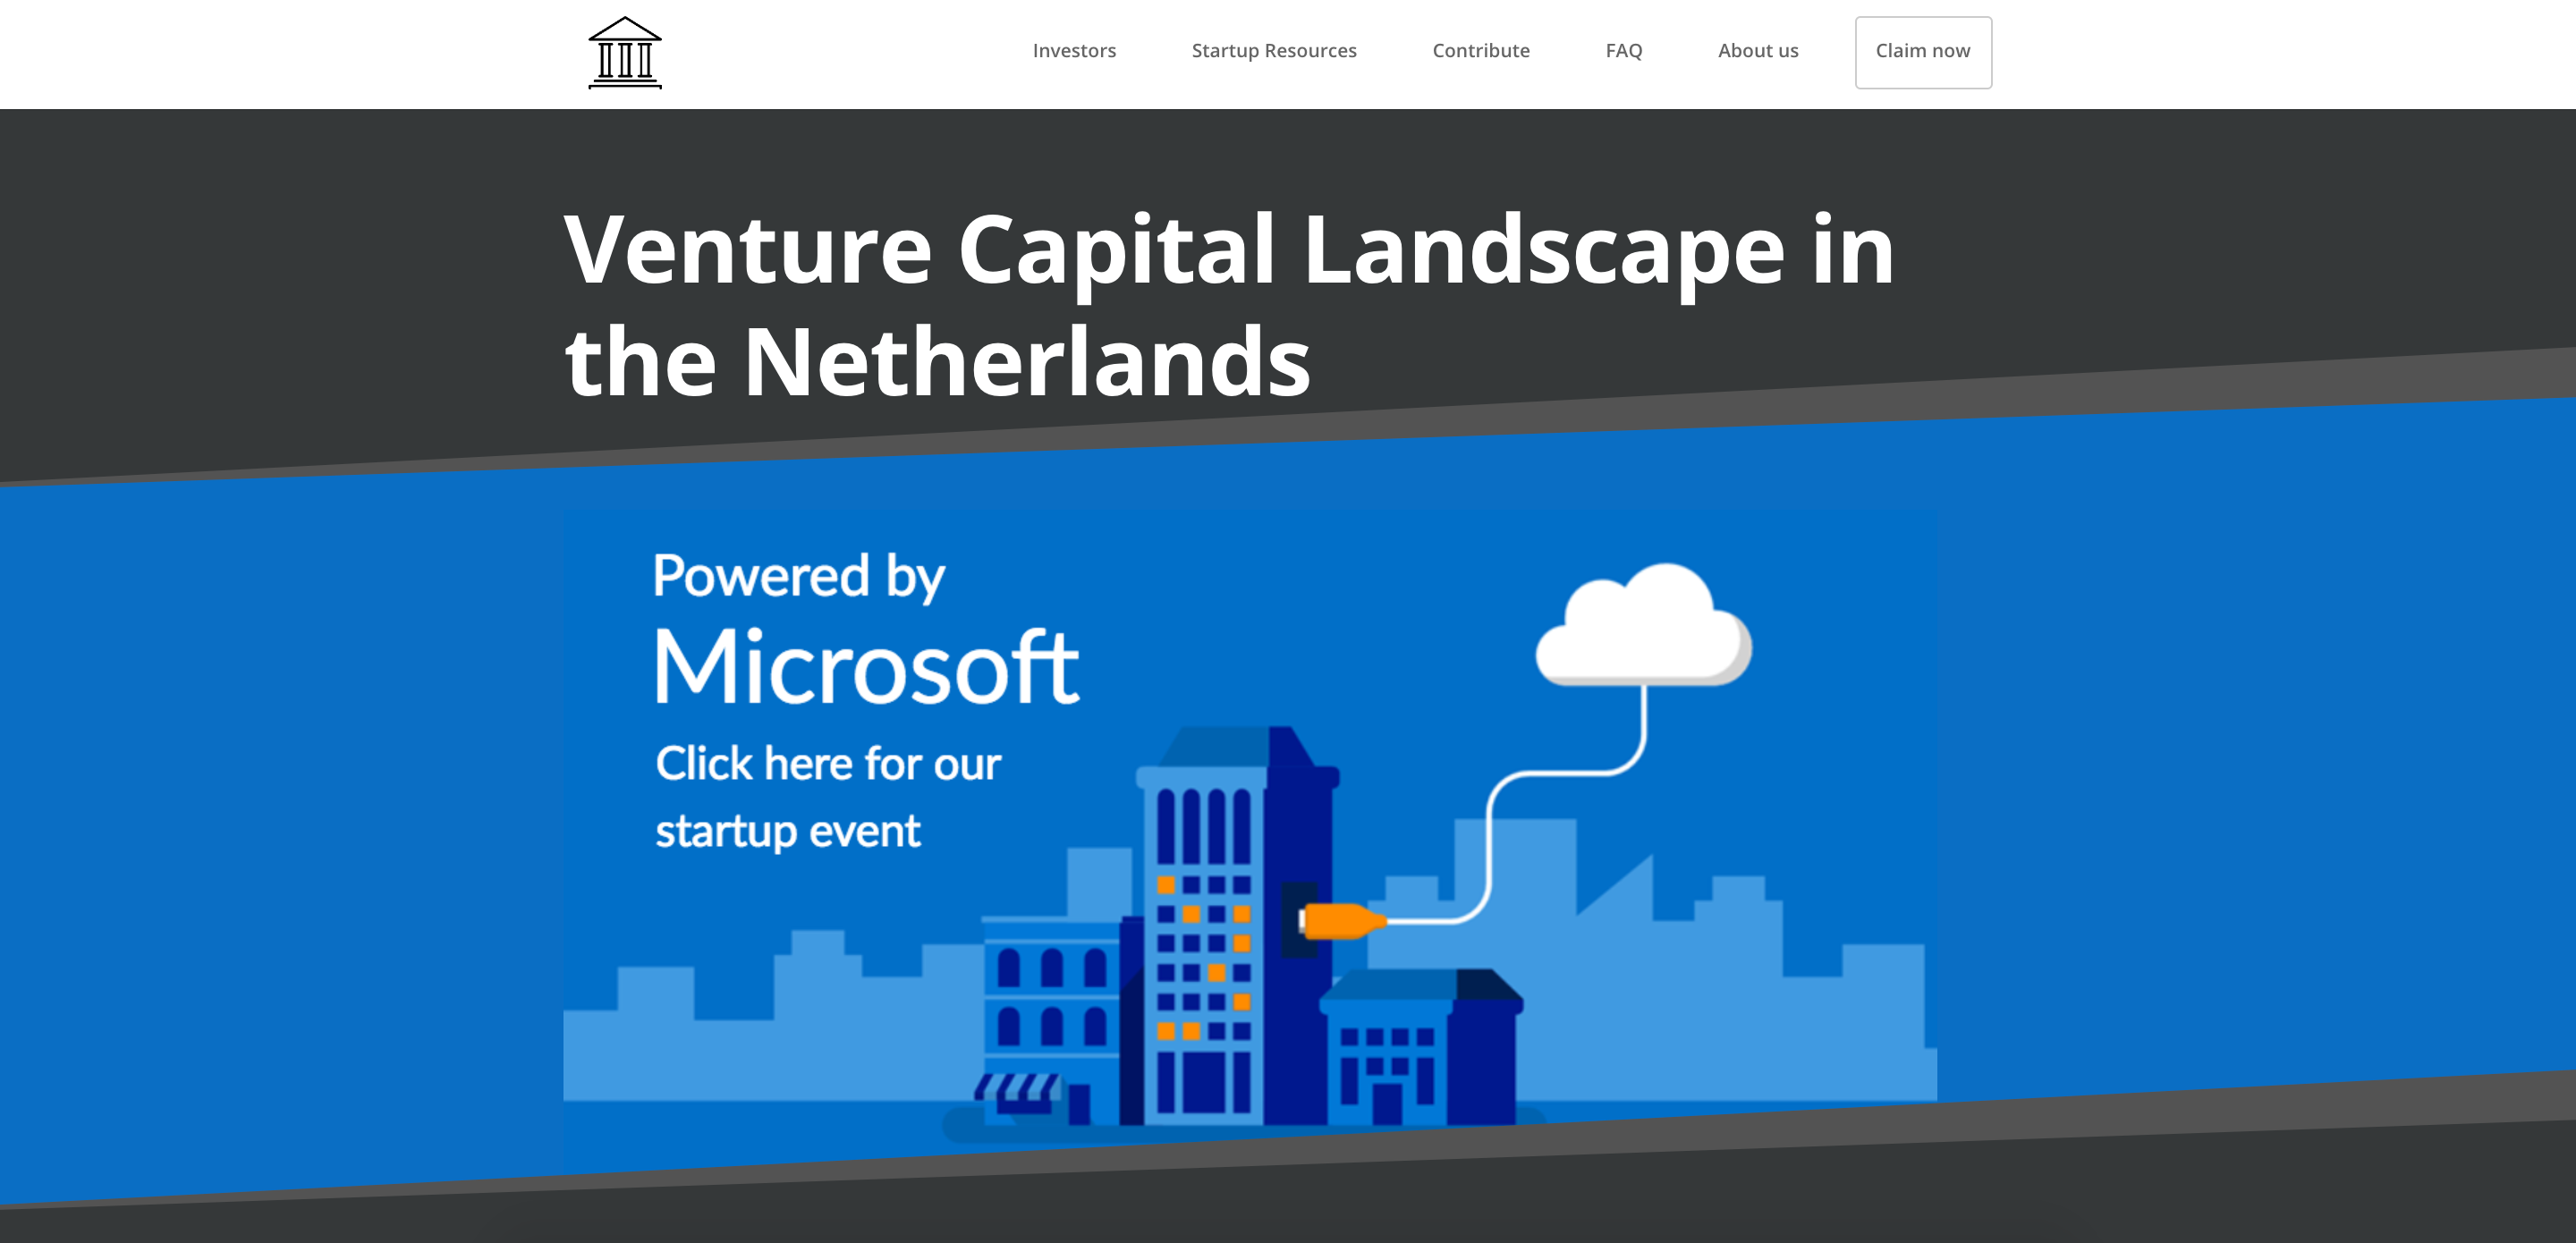 Investors
Startup Resources
Contribute
FAQ
About us
Claim now
Venture Capital Landscape in
the Netherlands
Powered by
Microsoft
Click here for our
startup event